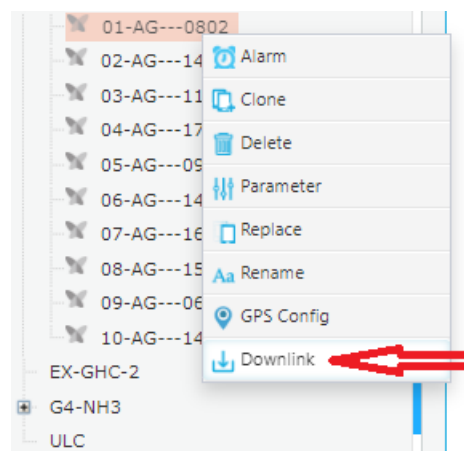 01-AG---0802
02-AG---14
03-AG---11
04-AG---17
05-AG---09
06-AG---14
07-AG---16
08-AG---15
09-AG---06
10-AG---14
EX-GHC-2
G4-NH3
ULC
Alarm
Clone
Delete
Parameter
Replace
Aa Rename
GPS Config
Downlink